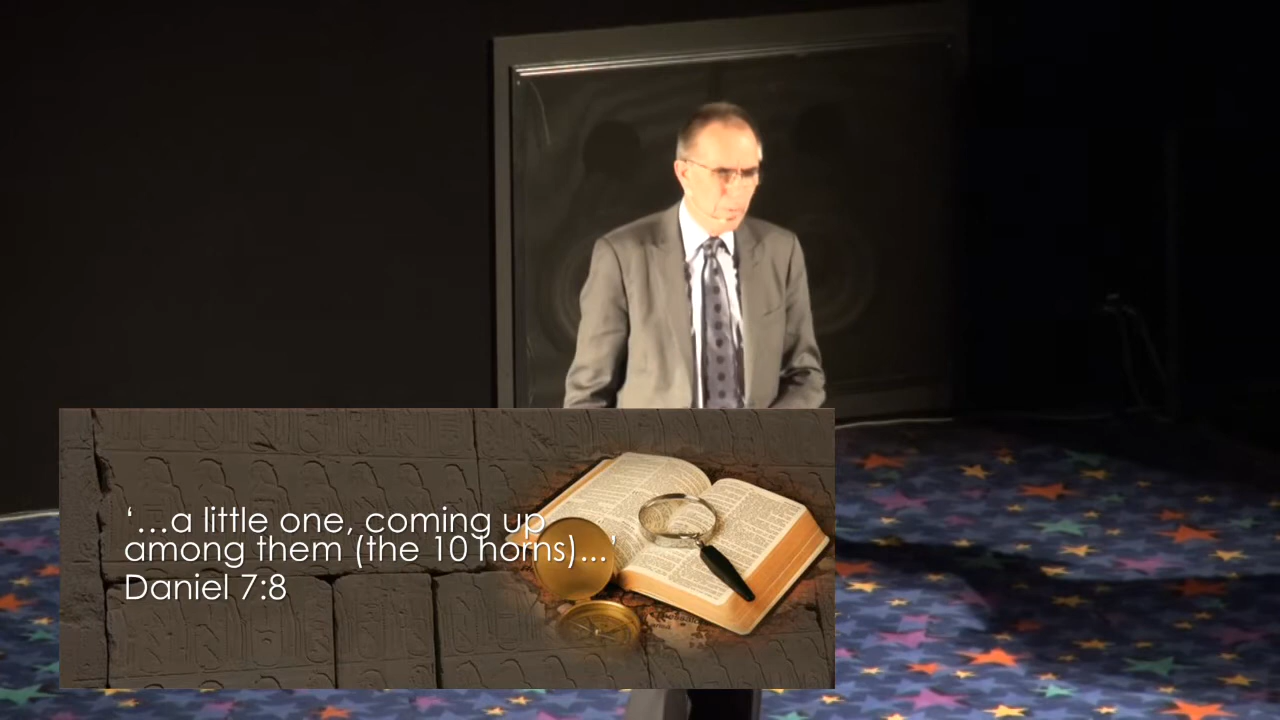 ‘…a little one, coming up
among them (the 10 horns)...’
Daniel 7:8